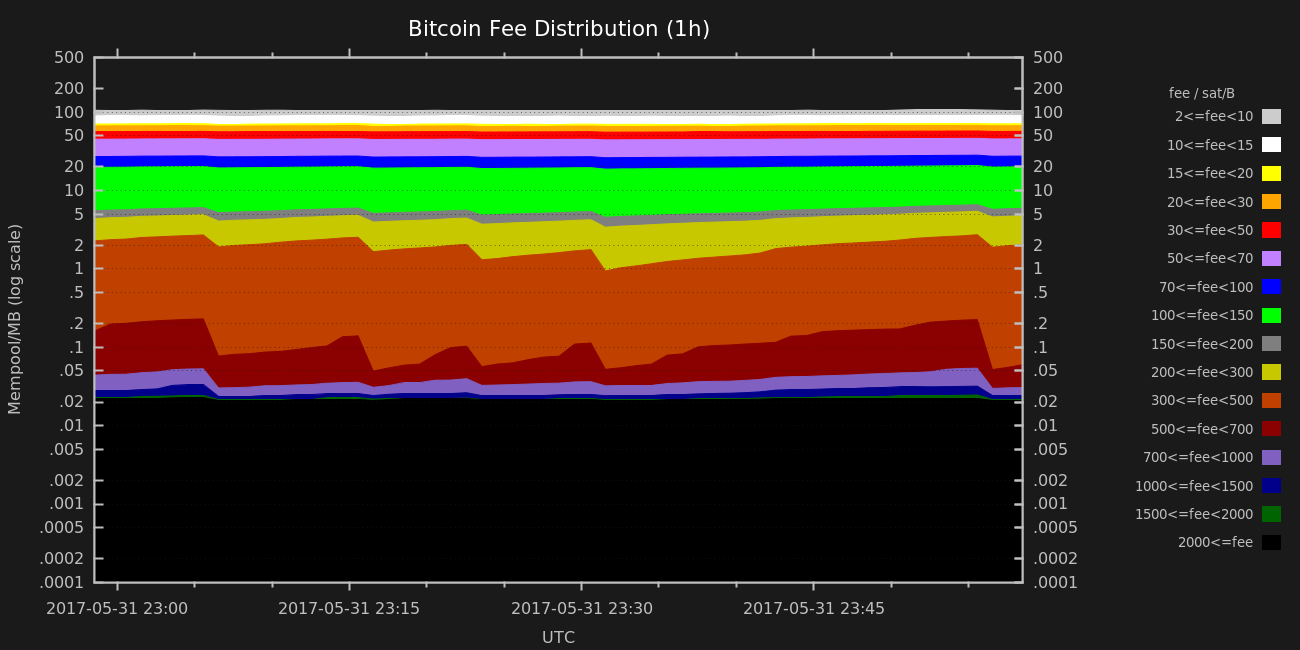 Bitcoin Fee Distribution (1h)
Mempool/MB (log scale)
500
200
100
50
20
10
5
2
1
.5
.2
.1
.05
.02
.01
.005
.002
.001
.0005
.0002
.0001
500
200
100
50
20
10
5
2
1
.5
.2
.1
.05
.02
.01
.005
.002
.001
.0005
.0002
.0001
2017-05-31 23:00 2017-05-31 23:15 2017-05-31 23:30 2017-05-31 23:45
UTC
fee / sat/B
2<=fee<10
10<=fee<15
15<=fee<20
20<=fee<30
30<=fee<50
50<=fee<70
70<=fee<100
100<=fee<150
150<=fee<200
200<=fee<300
300<=fee<500
500<=fee<700
700<=fee<1000
1000<=fee<1500
1500<=fee<2000
2000<=fee